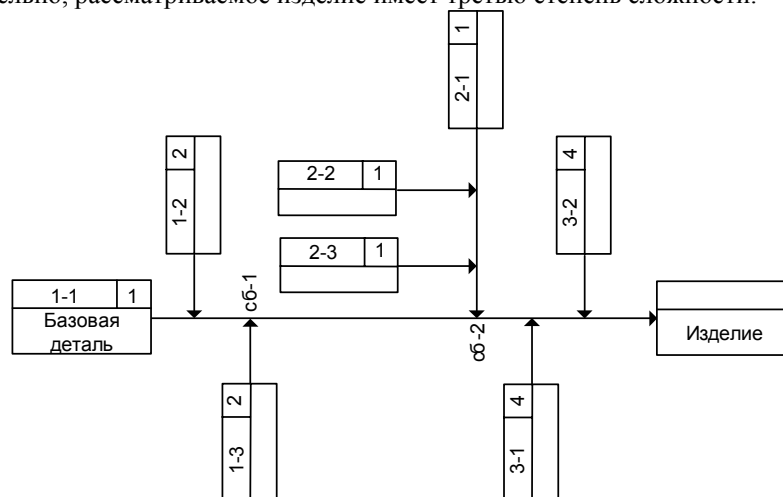 рассматриваемое изделие имеет третью степень сложности.
1
2-1
2
1-2
2-2 1
4
3-2
2-3 1
сб-1
1-1 1
Базовая
деталь
сб-2
Изделие
2
1-3
4
3-1